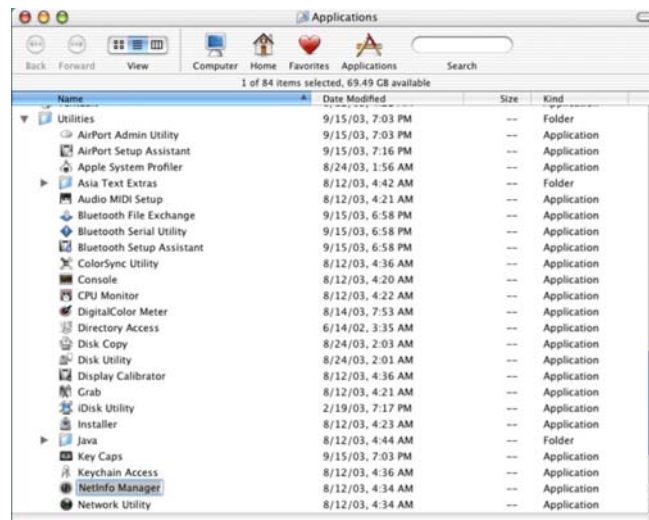 Applications
Back Forward View Computer Home Favorites Applications Search
1 of 84 items selected, 69.49 GB available
Name Date Modified Size Kind
Utilities 9/15/03, 7:03 PM -- Folder
AirPort Admin Utility 9/15/03, 7:03 PM -- Application
AirPort Setup Assistant 9/15/03, 7:16 PM -- Application
Apple System Profiler 8/24/03, 1:56 AM -- Application
Asia Text Extras 8/12/03, 4:42 AM -- Folder
Audio MIDI Setup 8/12/03, 4:21 AM -- Application
Bluetooth File Exchange 9/15/03, 6:58 PM -- Application
Bluetooth Serial Utility 9/15/03, 6:58 PM -- Application
Bluetooth Setup Assistant 9/15/03, 6:58 PM -- Application
ColorSync Utility 8/12/03, 4:36 AM -- Application
Console 8/12/03, 4:20 AM -- Application
CPU Monitor 8/12/03, 4:22 AM -- Application
DigitalColor Meter 8/14/03, 7:53 AM -- Application
Directory Access 6/14/02, 3:35 AM -- Application
Disk Copy 8/24/03, 2:03 AM -- Application
Disk Utility 8/24/03, 2:01 AM -- Application
Display Calibrator 8/12/03, 4:36 AM -- Application
Grab 8/12/03, 4:21 AM -- Application
iDisk Utility 2/19/03, 7:17 PM -- Application
Installer 8/12/03, 4:23 AM -- Application
Java 8/12/03, 4:44 AM -- Folder
Key Caps 9/15/03, 7:03 PM -- Application
Keychain Access 8/12/03, 4:36 AM -- Application
NetInfo Manager 8/12/03, 4:34 AM -- Application
Network Utility 8/12/03, 4:34 AM -- Application